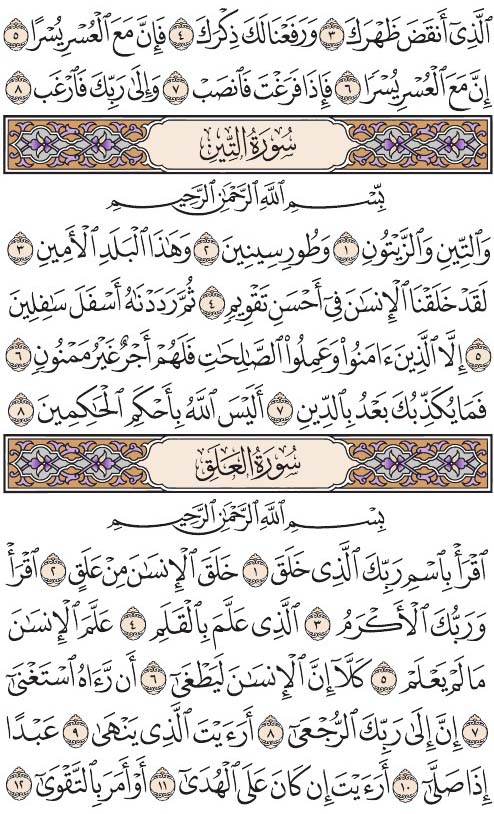 ٱلَّذِىٓ أَنقَضَ ظَهْرَكَ ٣ وَرَفَعْنَا لَكَ ذِكْرَكَ ٤ فَإِنَّ مَعَ ٱلْعُسْرِ يُسْرًا ٥
إِنَّ مَعَ ٱلْعُسْرِ يُسْرًا ٦ فَإِذَا فَرَغْتَ فَٱنصَبْ ٧ وَإِلَىٰ رَبِّكَ فَٱرْغَب ٨
سُورَةُ التِّينِ
بِّسْمِ ٱللَّهِ ٱلرَّحْمَٰنِ ٱلرَّحِيمِ
وَٱلتِّينِ وَٱلزَّيْتُونِ ١ وَطُورِ سِينِينَ ٢ وَهَٰذَا ٱلْبَلَدِ ٱلْأَمِينِ ٣
لَقَدْ خَلَقْنَا ٱلْإِنسَٰنَ فِىٓ أَحْسَنِ تَقْوِيمٍ ٤ ثُمَّ رَدَدْنَٰهُ أَسْفَلَ سَٰفِلِينَ
٥ إِلَّا ٱلَّذِينَ ءَامَنُوا۟ وَعَمِلُوا۟ ٱلصَّٰلِحَٰتِ فَلَهُمْ أَجْرٌ غَيْرُ مَمْنُونٍ ٦
فَمَا يُكَذِّبُكَ بَعْدُ بِٱلدِّينِ ٧ أَلَيْسَ ٱللَّهُ بِأَحْكَمِ ٱلْحَٰكِمِينَ ٨
سُورَةُ العَلَقِ
بِسْمِ ٱللَّهِ ٱلرَّحْمَٰنِ ٱلرَّحِيمِ
ٱقْرَأْ بِٱسْمِ رَبِّكَ ٱلَّذِى خَلَقَ ١ خَلَقَ ٱلْإِنسَٰنَ مِنْ عَلَقٍ ٢ ٱقْرَأْ
وَرَبُّكَ ٱلْأَكْرَمُ ٣ ٱلَّذِى عَلَّمَ بِٱلْقَلَمِ ٤ عَلَّمَ ٱلْإِنسَٰنَ
مَا لَمْ يَعْلَمْ ٥ كَلَّآ إِنَّ ٱلْإِنسَٰنَ لَيَطْغَىٰٓ ٦ أَن رَّءَاهُ ٱسْتَغْنَىٰٓ
٧ إِنَّ إِلَىٰ رَبِّكَ ٱلرُّجْعَىٰٓ ٨ أَرَءَيْتَ ٱلَّذِى يَنْهَىٰ ٩ عَبْدًا
إِذَا صَلَّىٰٓ ١٠ أَرَءَيْتَ إِن كَانَ عَلَى ٱلْهُدَىٰٓ ١١ أَوْ أَمَرَ بِٱلتَّقْوَىٰٓ ١٢